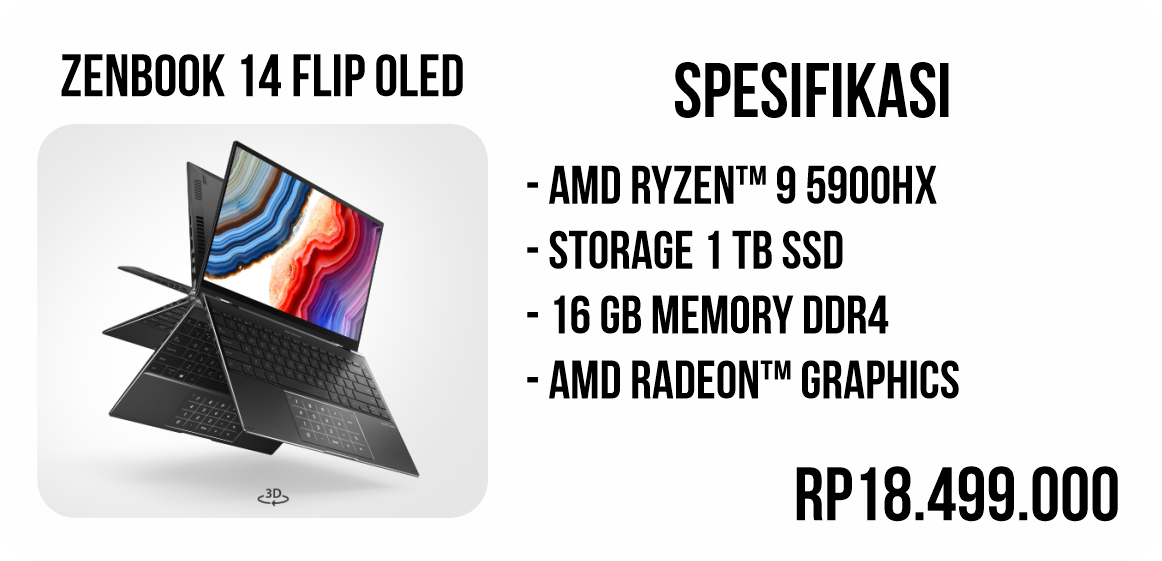 ZENBOOK 14 FLIP OLED
SPESIFIKASI
- AMD RYZEN™ 9 5900HX
- STORAGE 1 TB SSD
- 16 GB MEMORY DDR4
- AMD RADEON™ GRAPHICS
3D
RP18.499.000